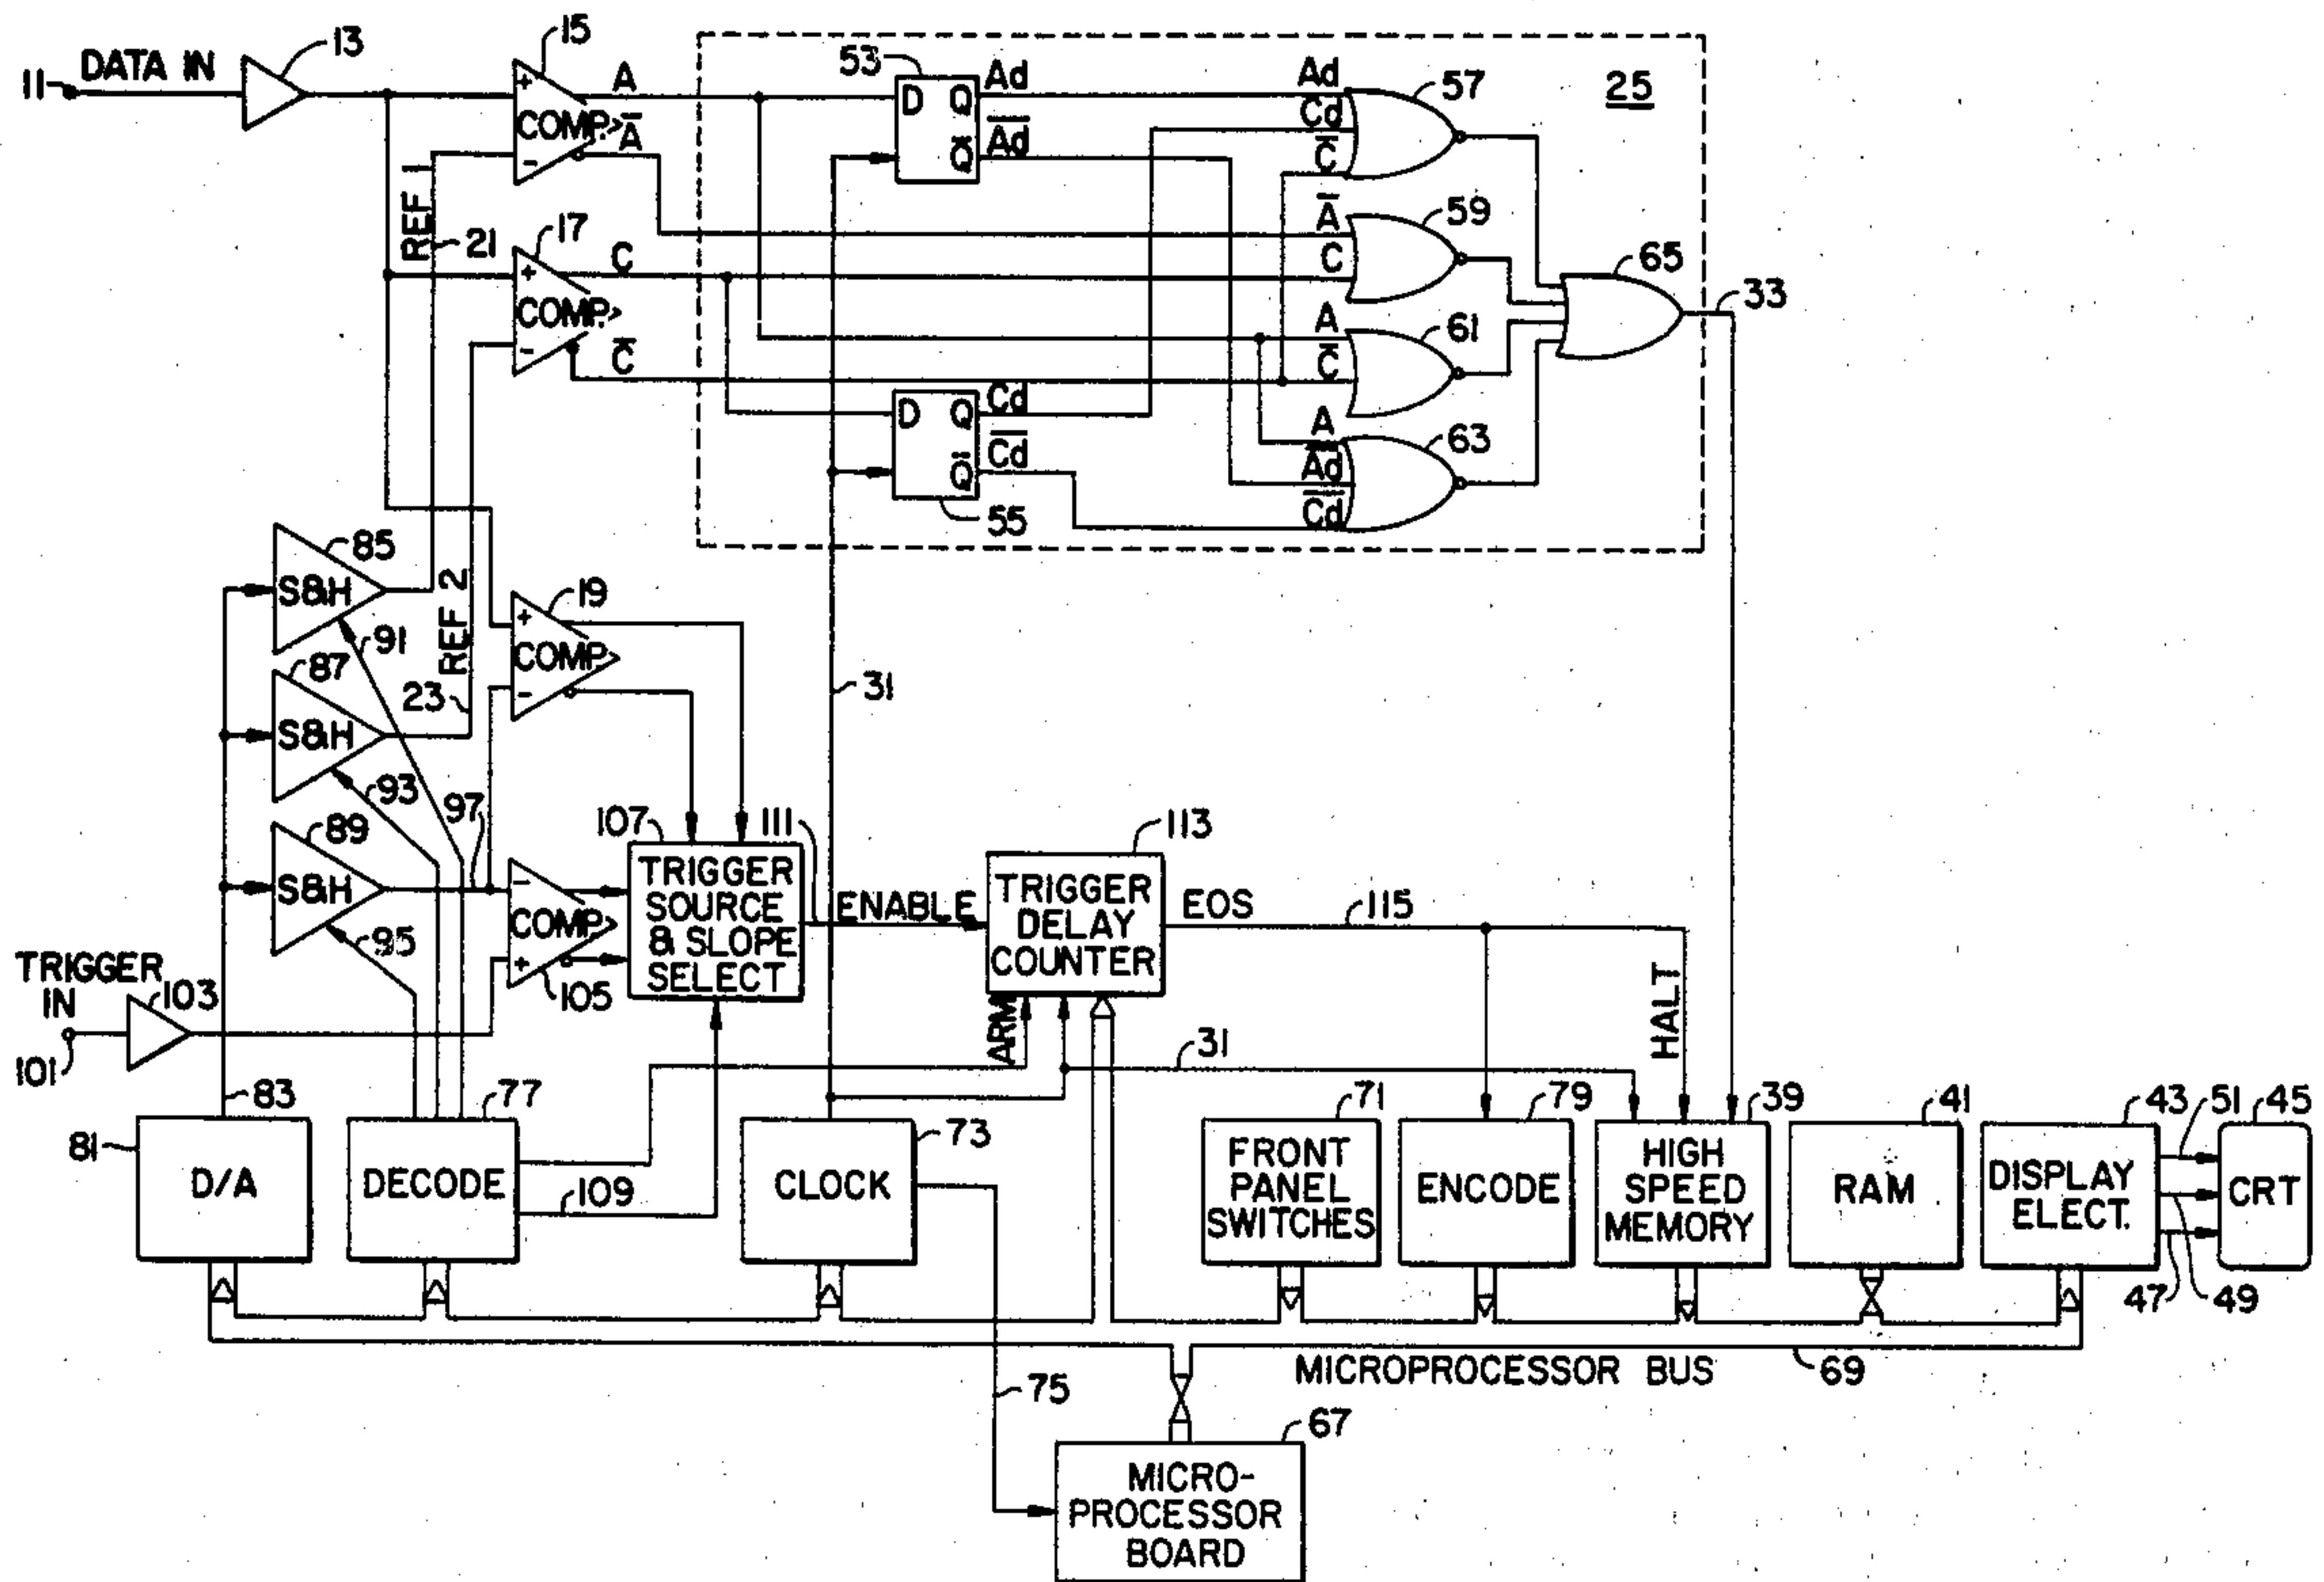 11
DATA IN
13
15
+
COMP.
-
A
A̅
53
D Q
Q̅
Ad
A̅d̅
Ad
Cd
C̅
57
25
REF 1
21
17
+
COMP.
-
C
C̅
A̅
C
59
A
C̅
61
65
33
D Q
Q̅
55
Cd
C̅d̅
A
A̅d̅
C̅d̅
63
85
S&H
91
REF 2
23
87
S&H
93
97
89
S&H
95
19
+
COMP.
-
31
TRIGGER
IN
101
103
-
COMP.
+
105
107
TRIGGER
SOURCE
& SLOPE
SELECT
111
ENABLE
113
TRIGGER
DELAY
COUNTER
ARM
EOS
115
HALT
31
83
81
D/A
77
DECODE
109
73
CLOCK
75
71
FRONT
PANEL
SWITCHES
79
ENCODE
39
HIGH
SPEED
MEMORY
41
RAM
43
DISPLAY
ELECT.
51
47
49
45
CRT
MICROPROCESSOR BUS
69
67
MICRO-
PROCESSOR
BOARD